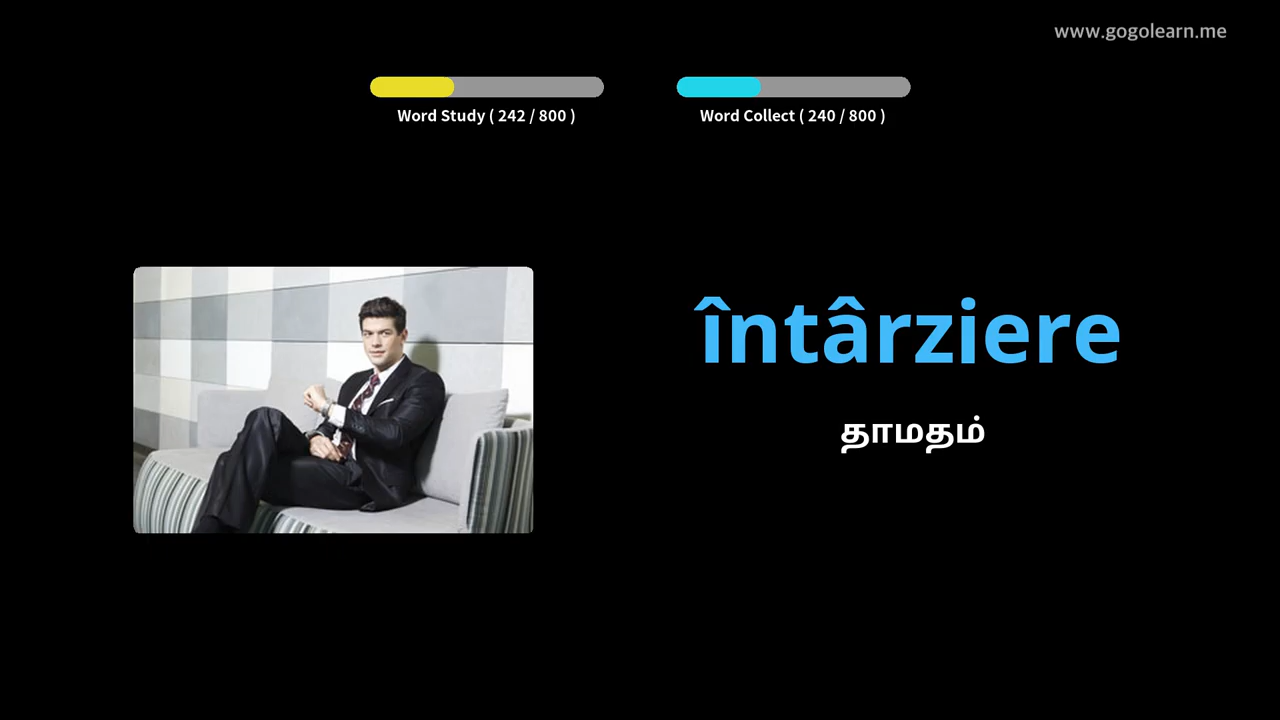 www.gogolearn.me
Word Study ( 242 / 800 )
Word Collect ( 240 / 800 )
întârziere
தாமதம்